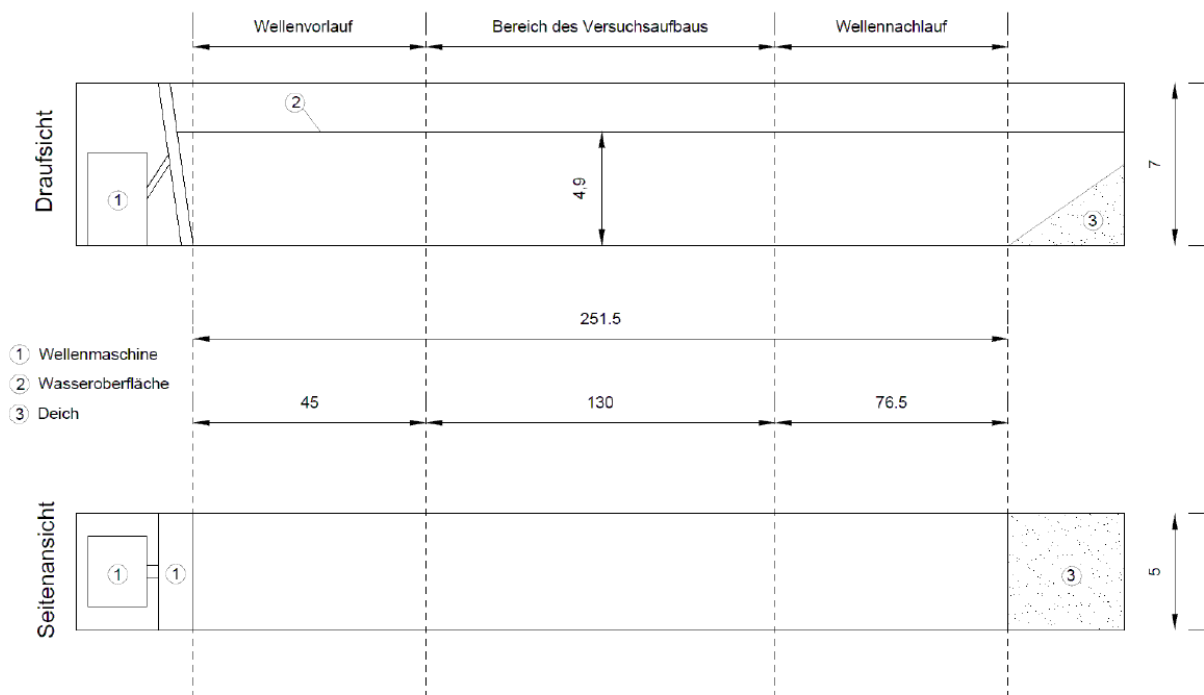 Wellenvorlauf
Bereich des Versuchsaufbaus
Wellennachlauf
Draufsicht
2
1
4.9
3
7
251.5
1 Wellenmaschine
2 Wasseroberfläche
3 Deich
45
130
76.5
Seitenansicht
1
1
3
5